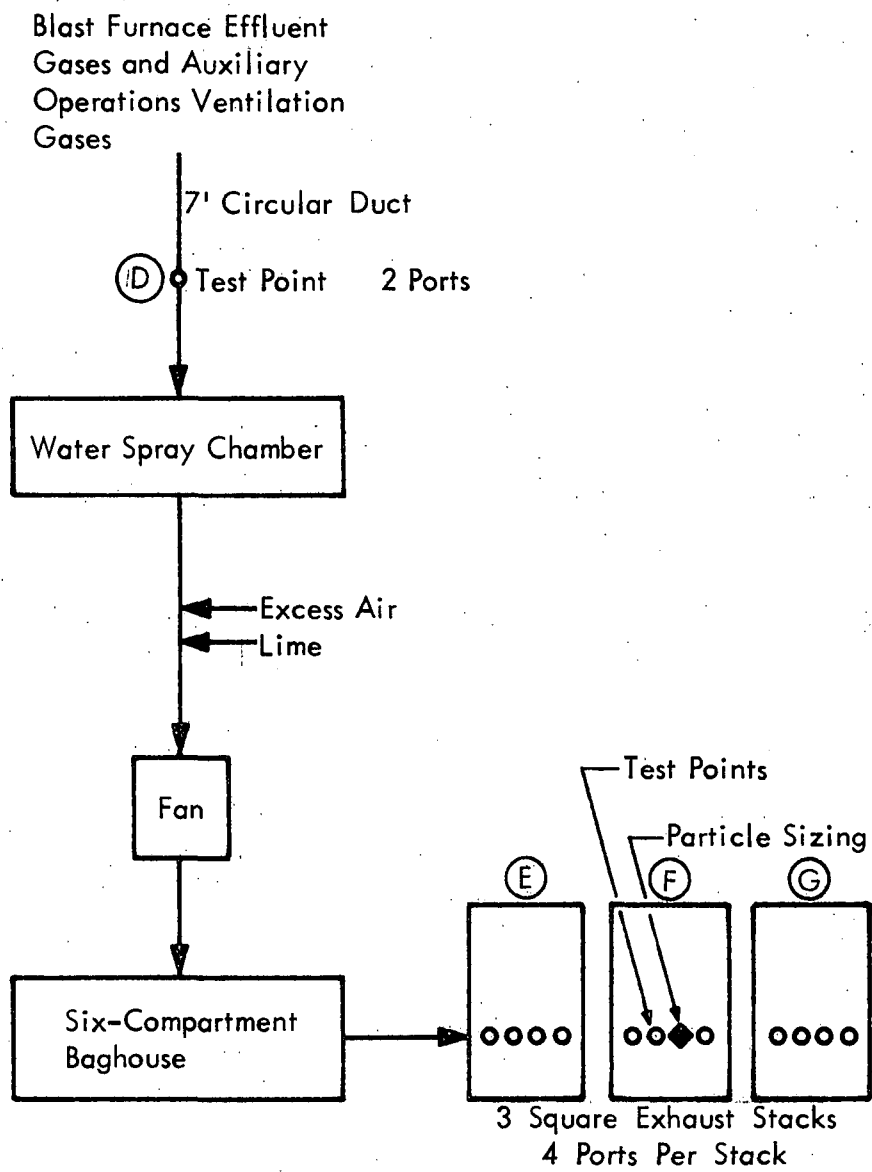 Blast Furnace Effluent
Gases and Auxiliary
Operations Ventilation
Gases
7' Circular Duct
D Test Point 2 Ports
Water Spray Chamber
Excess Air
Lime
Fan
Test Points
Particle Sizing
E F G
Six-Compartment
Baghouse
3 Square Exhaust Stacks
4 Ports Per Stack